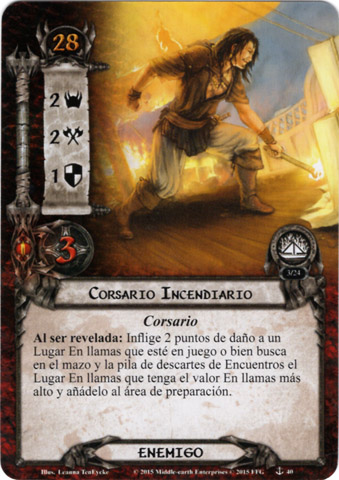 28
2
2
1
3
3/24
Corsario Incendiario
Corsario
Al ser revelada: Inflige 2 puntos de daño a un
Lugar En llamas que esté en juego o bien busca
en el mazo y la pila de descartes de Encuentros el
Lugar En llamas que tenga el valor En llamas más
alto y añádelo al área de preparación.
ENEMIGO
Illus. Leanna TenEycke © 2015 Middle-earth Enterprises © 2015 FFG 40